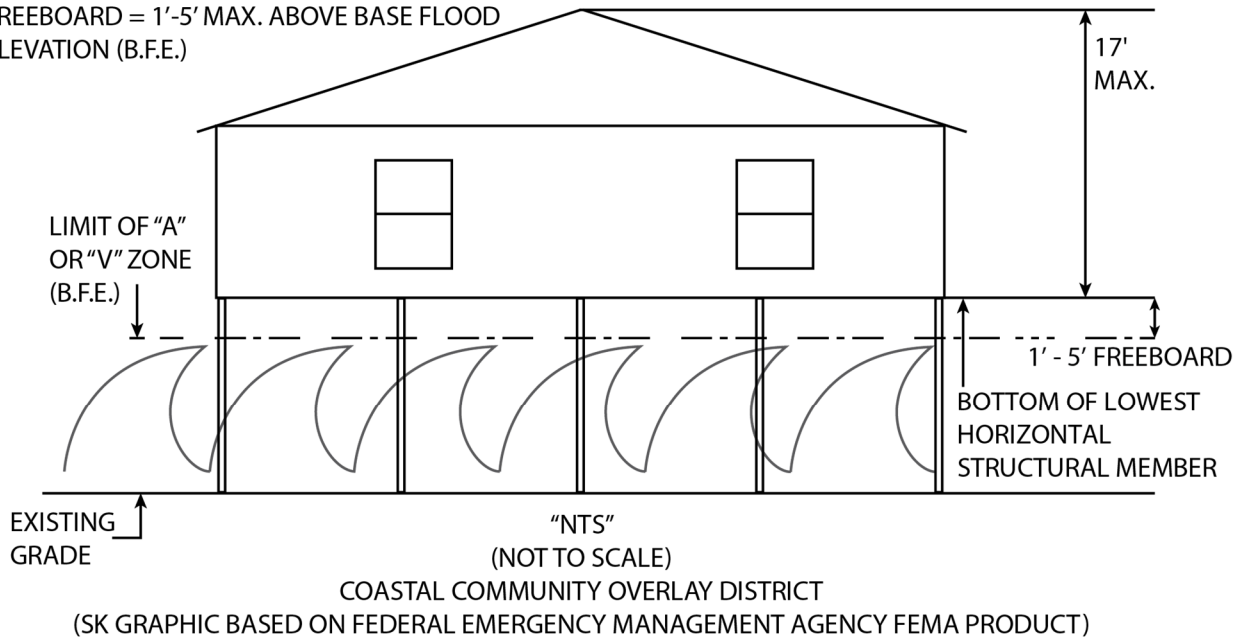 REEBOARD = 1'-5' MAX. ABOVE BASE FLOOD
LEVATION (B.F.E.)
17'
MAX.
LIMIT OF “A”
OR “V” ZONE
(B.F.E.)
1' - 5' FREEBOARD
BOTTOM OF LOWEST
HORIZONTAL
STRUCTURAL MEMBER
EXISTING
GRADE
“NTS”
(NOT TO SCALE)
COASTAL COMMUNITY OVERLAY DISTRICT
(SK GRAPHIC BASED ON FEDERAL EMERGENCY MANAGEMENT AGENCY FEMA PRODUCT)